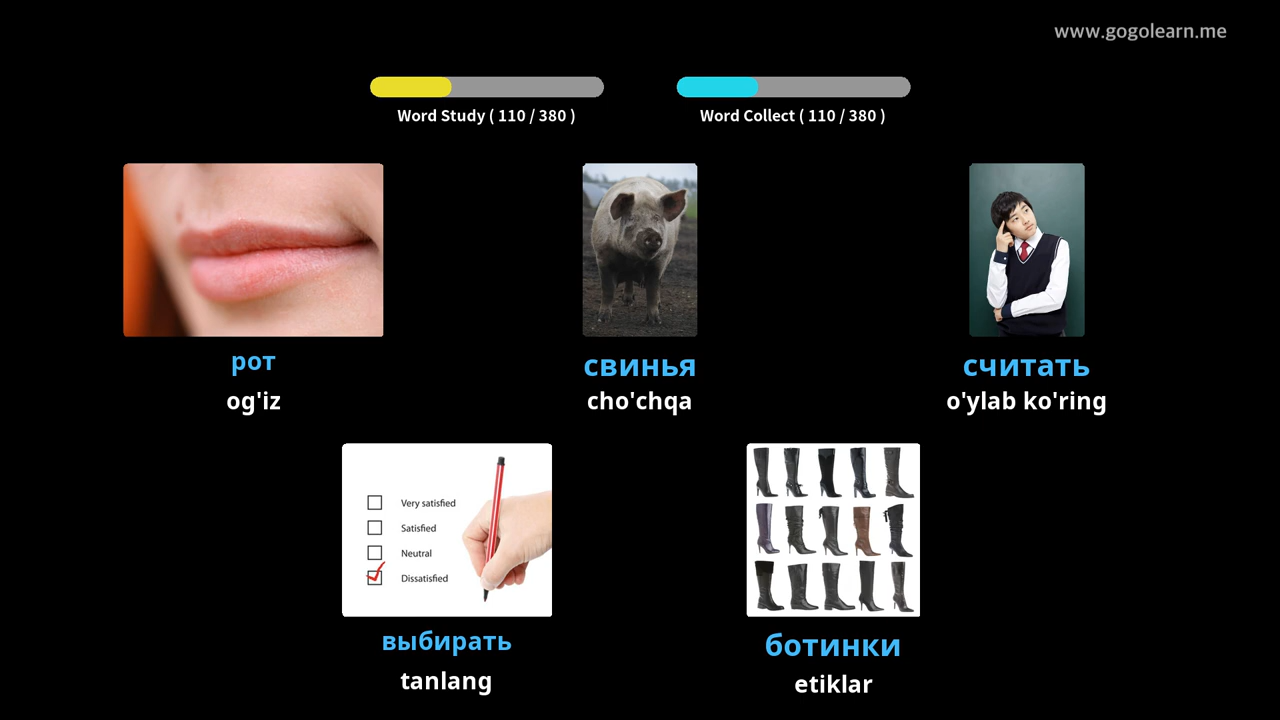 www.gogolearn.me
Word Study ( 110 / 380 )
Word Collect ( 110 / 380 )
рот
og'iz
свинья
cho'chqa
считать
o'ylab ko'ring
Very satisfied
Satisfied
Neutral
Dissatisfied
выбирать
tanlang
ботинки
etiklar